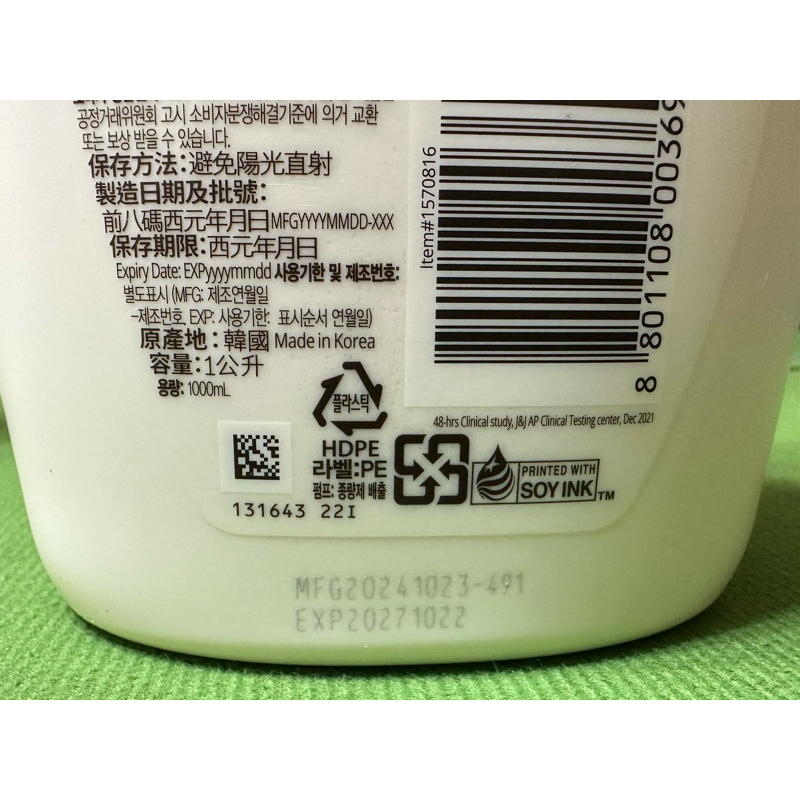 공정거래위원회 고시 소비자분쟁해결기준에 의거 교환
또는 보상 받을 수 있습니다.
保存方法：避免陽光直射
製造日期及批號：
前八碼西元年月日MFGYYYYMMDD-XXX
保存期限：西元年月日
Expiry Date: EXPyyyymmdd 사용기한 및 제조번호:
별도표시 (MFG: 제조연월일
-제조번호, EXP: 사용기한: 표시순서 연월일)
原產地：韓國 Made in Korea
容量：1公升
용량: 1000mL
Item#1570816
8 801108 00369
48-hrs Clinical study, J&J AP Clinical Testing center, Dec 2021
플라스틱
HDPE
라벨:PE
펌프: 종량제 배출
PRINTED WITH
SOY INK TM
131643 22I
MFG20241023-491
EXP20271022